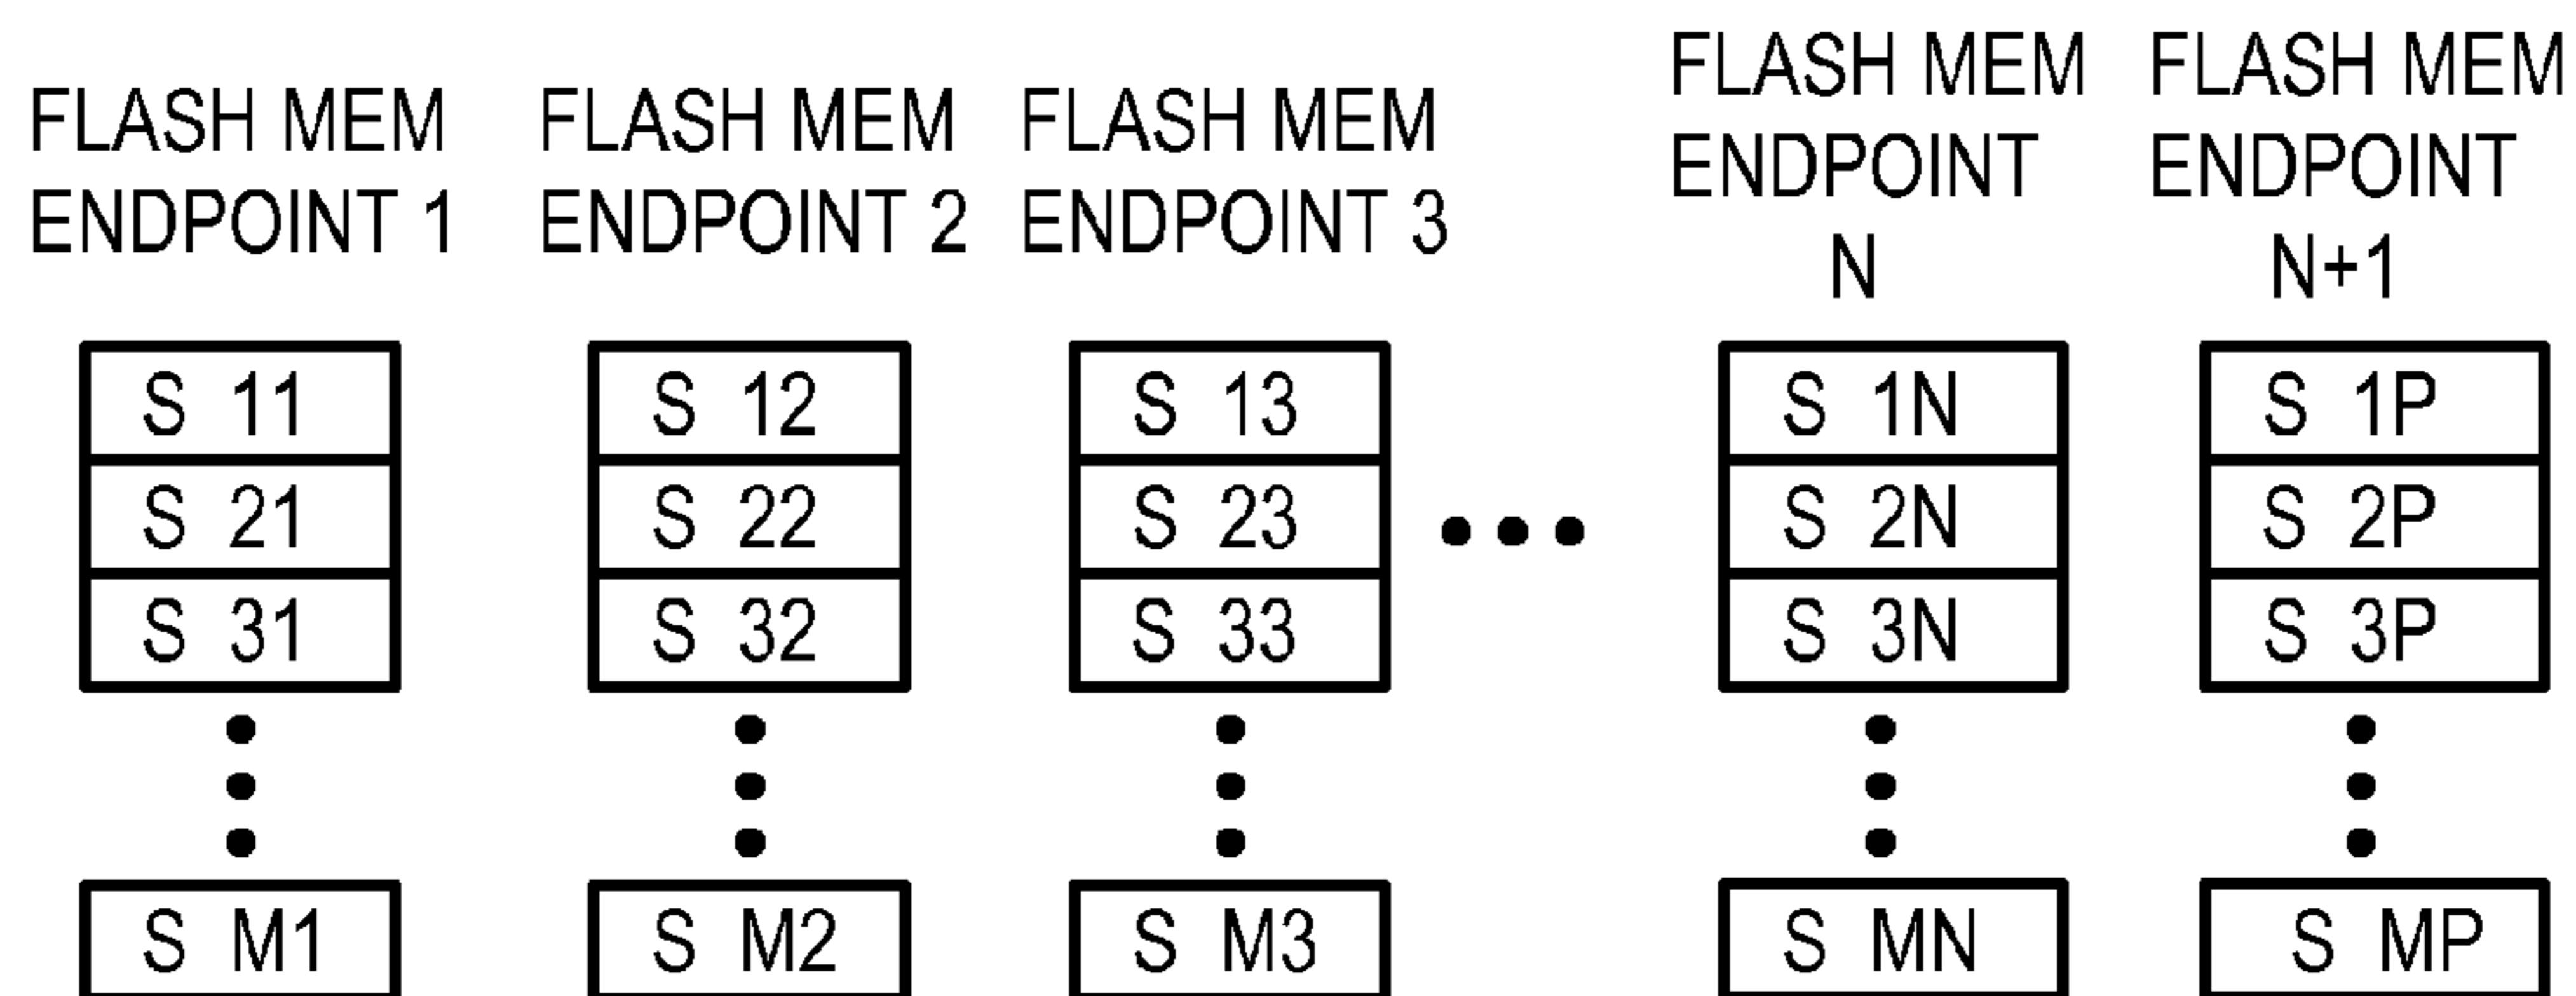 FLASH MEM
ENDPOINT 1
FLASH MEM
ENDPOINT 2
FLASH MEM
ENDPOINT 3
FLASH MEM
ENDPOINT
N
FLASH MEM
ENDPOINT
N+1
S 11
S 12
S 13
S 1N
S 1P
S 21
S 22
S 23
S 2N
S 2P
S 31
S 32
S 33
S 3N
S 3P
S M1
S M2
S M3
S MN
S MP